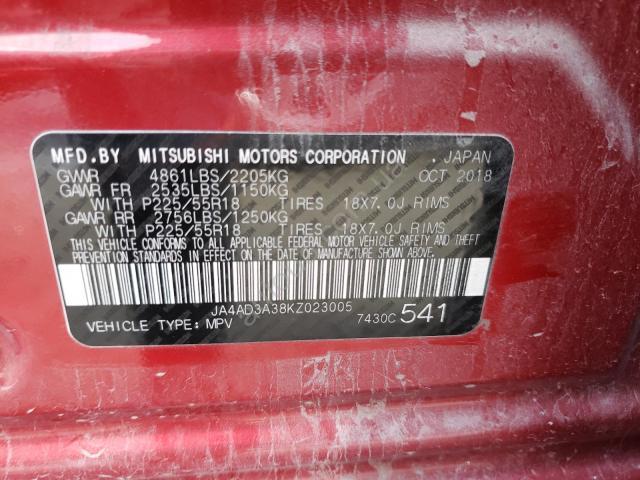 MFD.BY MITSUBISHI MOTORS CORPORATION . JAPAN
GVWR 4861LBS/2205KG OCT 2018
GAWR FR 2535LBS/1150KG
WITH P225/55R18 TIRES 18X7.0J RIMS
GAWR RR 2756LBS/1250KG
WITH P225/55R18 TIRES 18X7.0J RIMS
THIS VEHICLE CONFORMS TO ALL APPLICABLE FEDERAL MOTOR VEHICLE SAFETY AND THEFT
PREVENTION STANDARDS IN EFFECT ON THE DATE OF MANUFACTURE SHOWN ABOVE.
JA4AD3A38KZ023005
VEHICLE TYPE: MPV 7430C 541